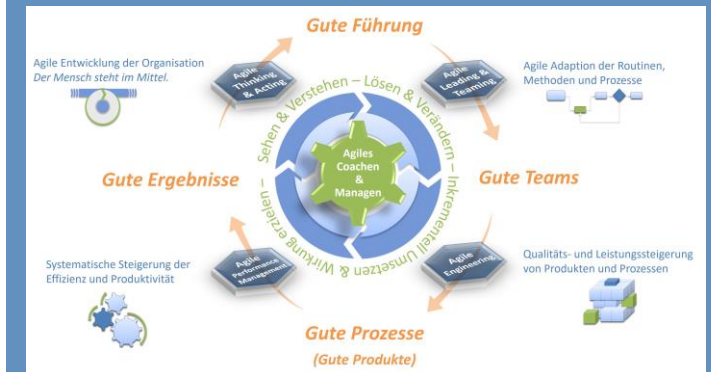 Gute Führung
Agile Entwicklung der Organisation
Der Mensch steht im Mittel.
Agile
Thinking
& Acting
Agile
Leading &
Teaming
Agile Adaption der Routinen,
Methoden und Prozesse
Sehen & Verstehen – Lösen & Verändern – Inkrementell Umsetzen & Wirkung erzielen –
Agiles
Coachen
&
Managen
Gute Ergebnisse
Gute Teams
Systematische Steigerung der
Effizienz und Produktivität
Agile
Performance
Management
Agile
Engineering
Qualitäts- und Leistungssteigerung
von Produkten und Prozessen
Gute Prozesse
(Gute Produkte)